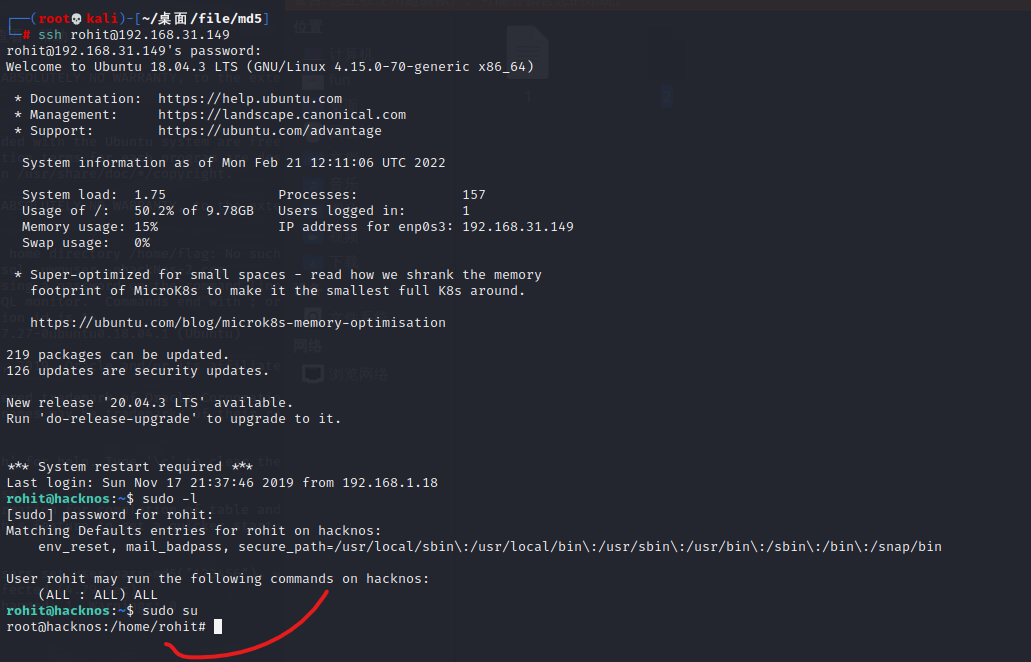 ┌──(root💀kali)-[~/桌面/file/md5]
└─# ssh rohit@192.168.31.149
rohit@192.168.31.149's password:
Welcome to Ubuntu 18.04.3 LTS (GNU/Linux 4.15.0-70-generic x86_64)
* Documentation:  https://help.ubuntu.com
* Management:     https://landscape.canonical.com
* Support:        https://ubuntu.com/advantage
System information as of Mon Feb 21 12:11:06 UTC 2022
System load:  1.75              Processes:              157
Usage of /:   50.2% of 9.78GB   Users logged in:        1
Memory usage: 15%               IP address for enp0s3: 192.168.31.149
Swap usage:   0%
* Super-optimized for small spaces - read how we shrank the memory
footprint of MicroK8s to make it the smallest full K8s around.
https://ubuntu.com/blog/microk8s-memory-optimisation
219 packages can be updated.
126 updates are security updates.
New release '20.04.3 LTS' available.
Run 'do-release-upgrade' to upgrade to it.
*** System restart required ***
Last login: Sun Nov 17 21:37:46 2019 from 192.168.1.18
rohit@hacknos:~$ sudo -l
[sudo] password for rohit:
Matching Defaults entries for rohit on hacknos:
env_reset, mail_badpass, secure_path=/usr/local/sbin\:/usr/local/bin\:/usr/sbin\:/usr/bin\:/sbin\:/bin\:/snap/bin
User rohit may run the following commands on hacknos:
(ALL : ALL) ALL
rohit@hacknos:~$ sudo su
root@hacknos:/home/rohit#